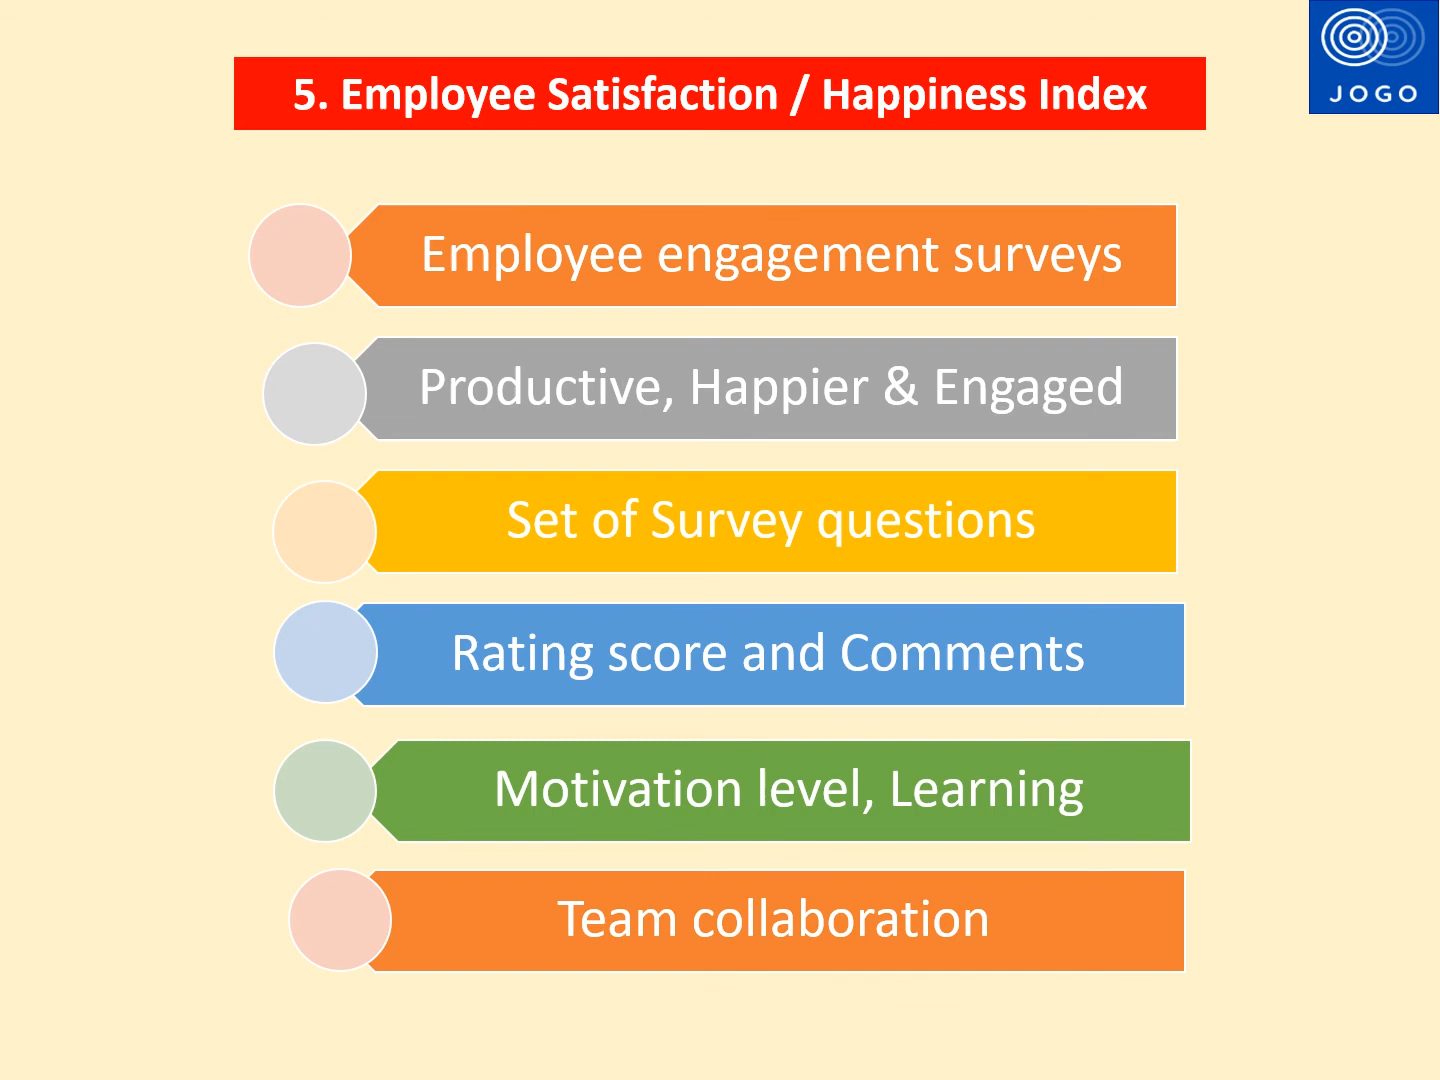 5. Employee Satisfaction / Happiness Index
JOGO
Employee engagement surveys
Productive, Happier & Engaged
Set of Survey questions
Rating score and Comments
Motivation level, Learning
Team collaboration